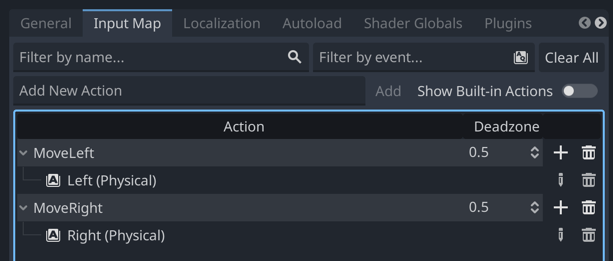 General Input Map Localization Autoload Shader Globals Plugins
Filter by name... Filter by event... Clear All
Add New Action Add Show Built-in Actions
Action Deadzone
MoveLeft 0.5
Left (Physical)
MoveRight 0.5
Right (Physical)